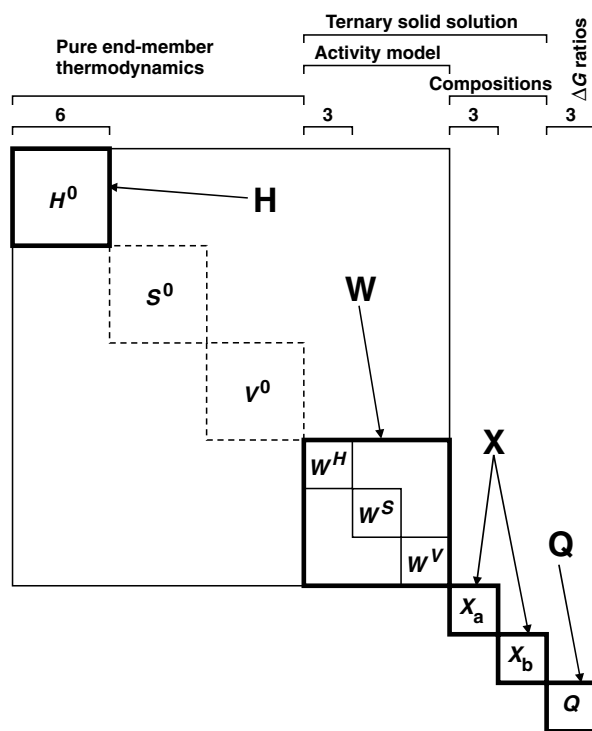 Ternary solid solution
Pure end-member
thermodynamics
Activity model
Compositions
ΔG ratios
6
3
3
3
H⁰
H
S⁰
W
V⁰
Wᴴ
X
Wˢ
Q
Wⱽ
Xₐ
X_b
Q